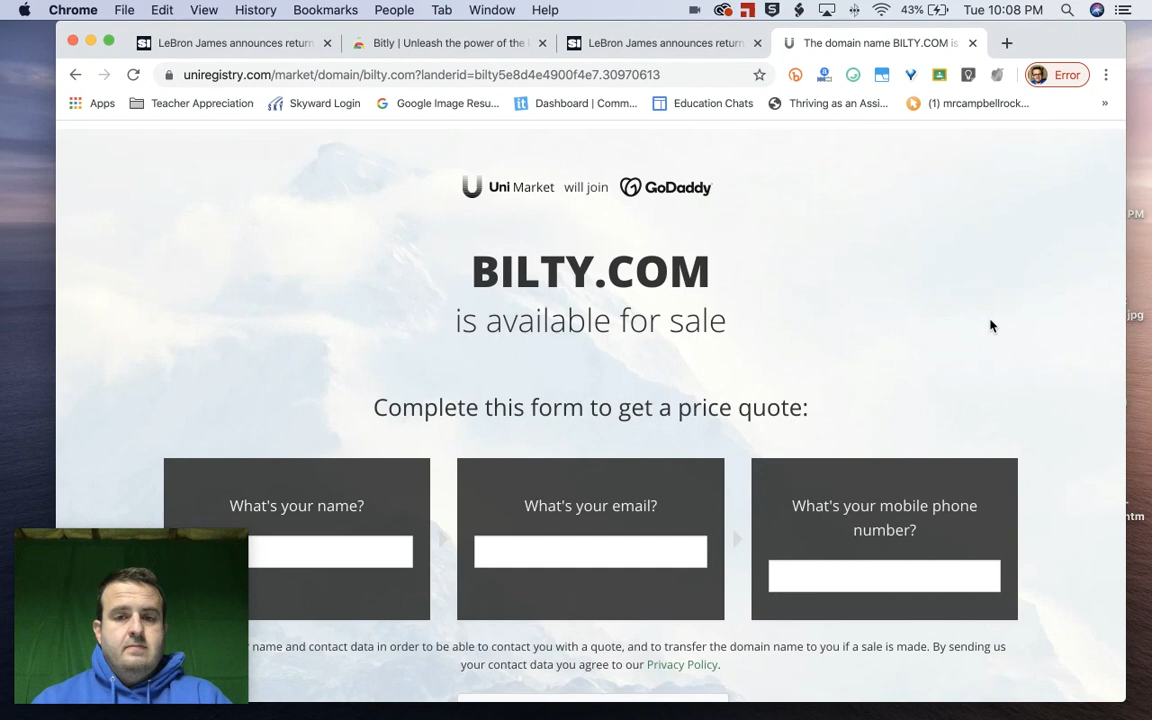 Chrome File Edit View History Bookmarks People Tab Window Help 43% Tue 10:08 PM
LeBron James announces return
Bitly | Unleash the power of the
LeBron James announces return
The domain name BILTY.COM is
uniregistry.com/market/domain/bilty.com?landerid=bilty5e8d4e4900f4e7.30970613
Error
Apps Teacher Appreciation Skyward Login Google Image Resu... Dashboard | Comm... Education Chats Thriving as an Assi... (1) mrcampbellrock... »
Uni Market will join GoDaddy
BILTY.COM
is available for sale
Complete this form to get a price quote:
What's your name?
What's your email?
What's your mobile phone
number?
name and contact data in order to be able to contact you with a quote, and to transfer the domain name to you if a sale is made. By sending us
your contact data you agree to our Privacy Policy.
PM
jpg
htm